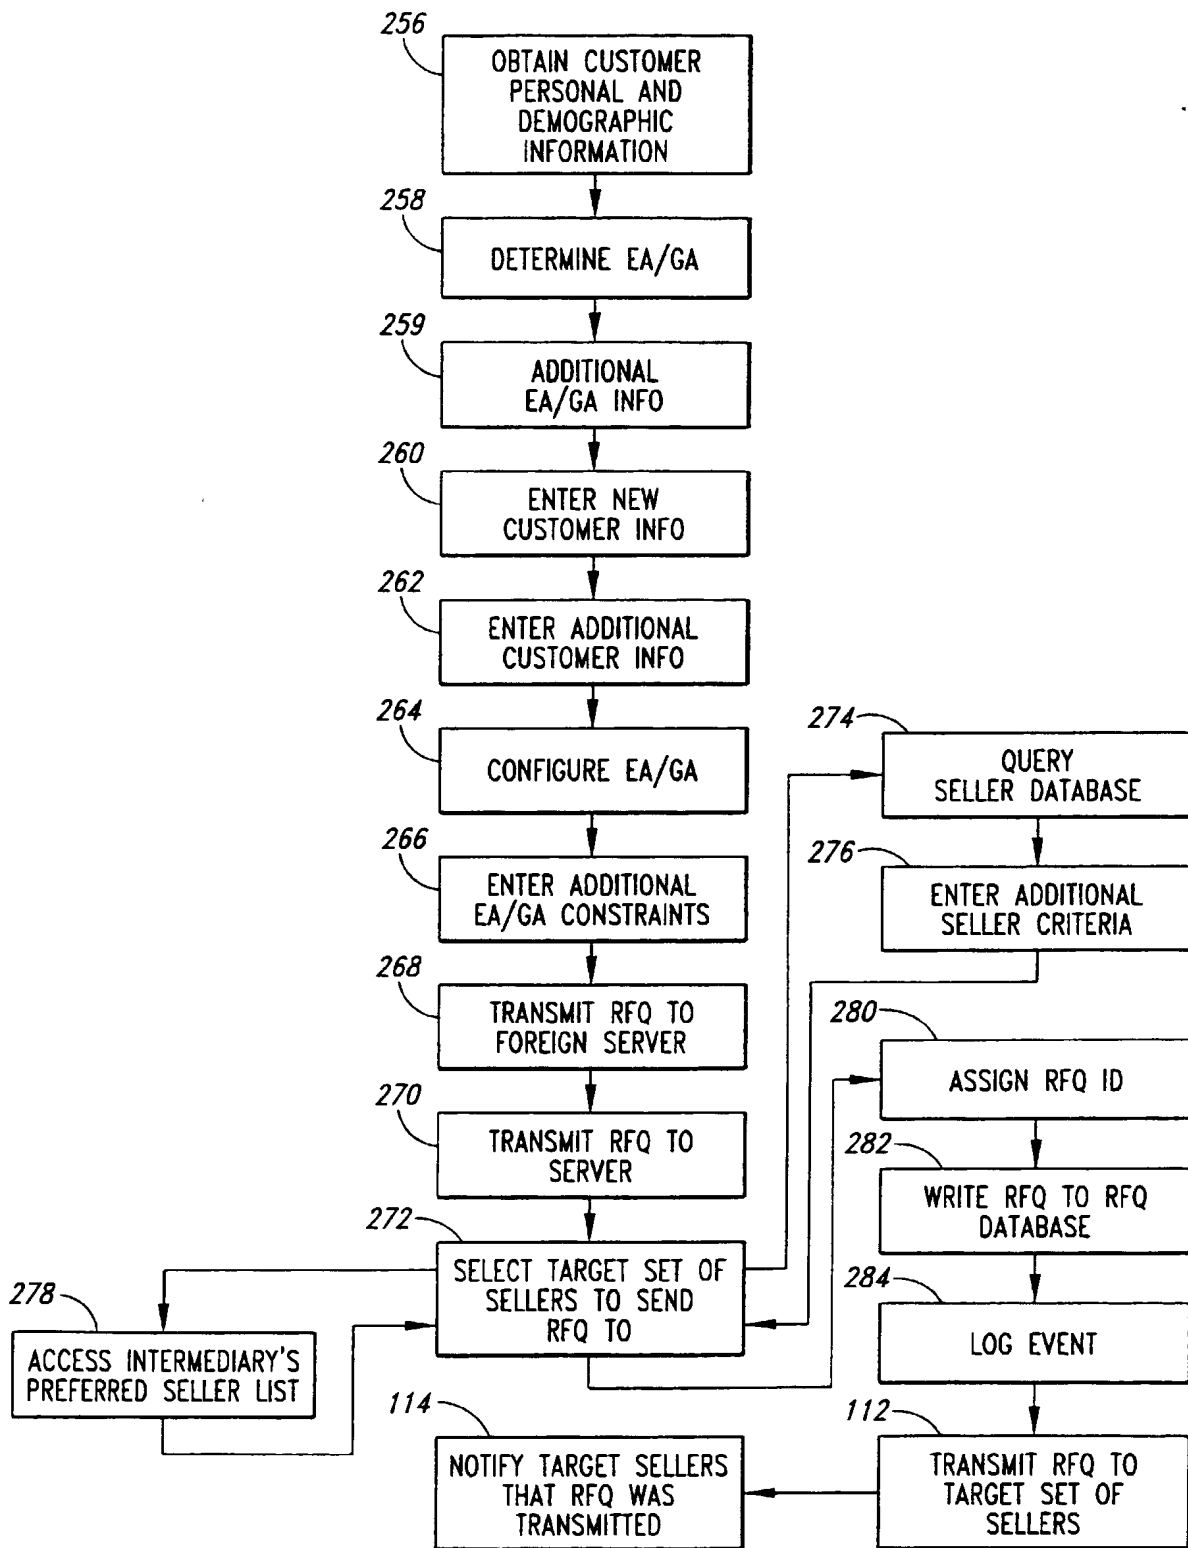 256
OBTAIN CUSTOMER
PERSONAL AND
DEMOGRAPHIC
INFORMATION
258
DETERMINE EA/GA
259
ADDITIONAL
EA/GA INFO
260
ENTER NEW
CUSTOMER INFO
262
ENTER ADDITIONAL
CUSTOMER INFO
264
CONFIGURE EA/GA
266
ENTER ADDITIONAL
EA/GA CONSTRAINTS
268
TRANSMIT RFQ TO
FOREIGN SERVER
270
TRANSMIT RFQ TO
SERVER
272
SELECT TARGET SET OF
SELLERS TO SEND
RFQ TO
274
QUERY
SELLER DATABASE
276
ENTER ADDITIONAL
SELLER CRITERIA
278
ACCESS INTERMEDIARY'S
PREFERRED SELLER LIST
280
ASSIGN RFQ ID
282
WRITE RFQ TO RFQ
DATABASE
284
LOG EVENT
112
TRANSMIT RFQ TO
TARGET SET OF
SELLERS
114
NOTIFY TARGET SELLERS
THAT RFQ WAS
TRANSMITTED